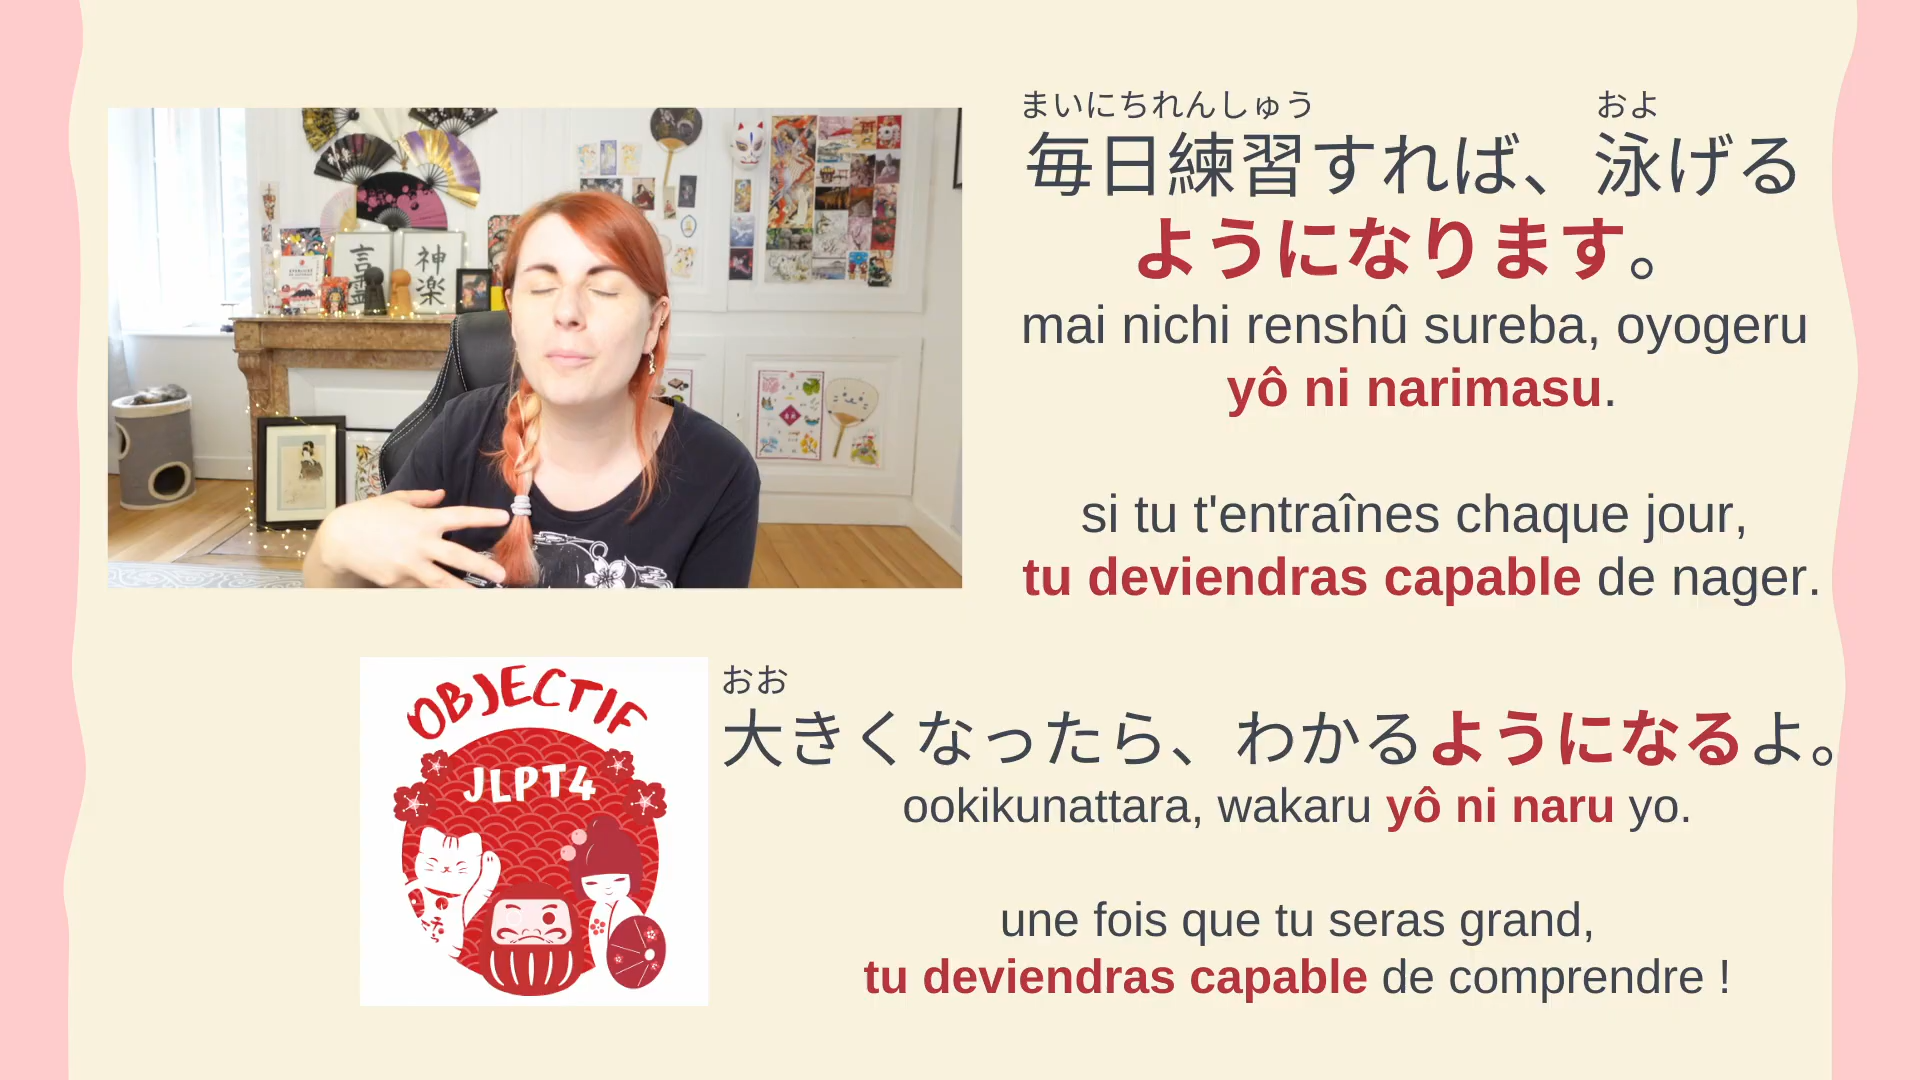 言霊
神楽
まいにちれんしゅう およ
毎日練習すれば、泳げる
ようになります。
mai nichi renshû sureba, oyogeru
yô ni narimasu.
si tu t'entraînes chaque jour,
tu deviendras capable de nager.
OBJECTIF
JLPT4
おお
大きくなったら、わかるようになるよ。
ookikunattara, wakaru yô ni naru yo.
une fois que tu seras grand,
tu deviendras capable de comprendre !